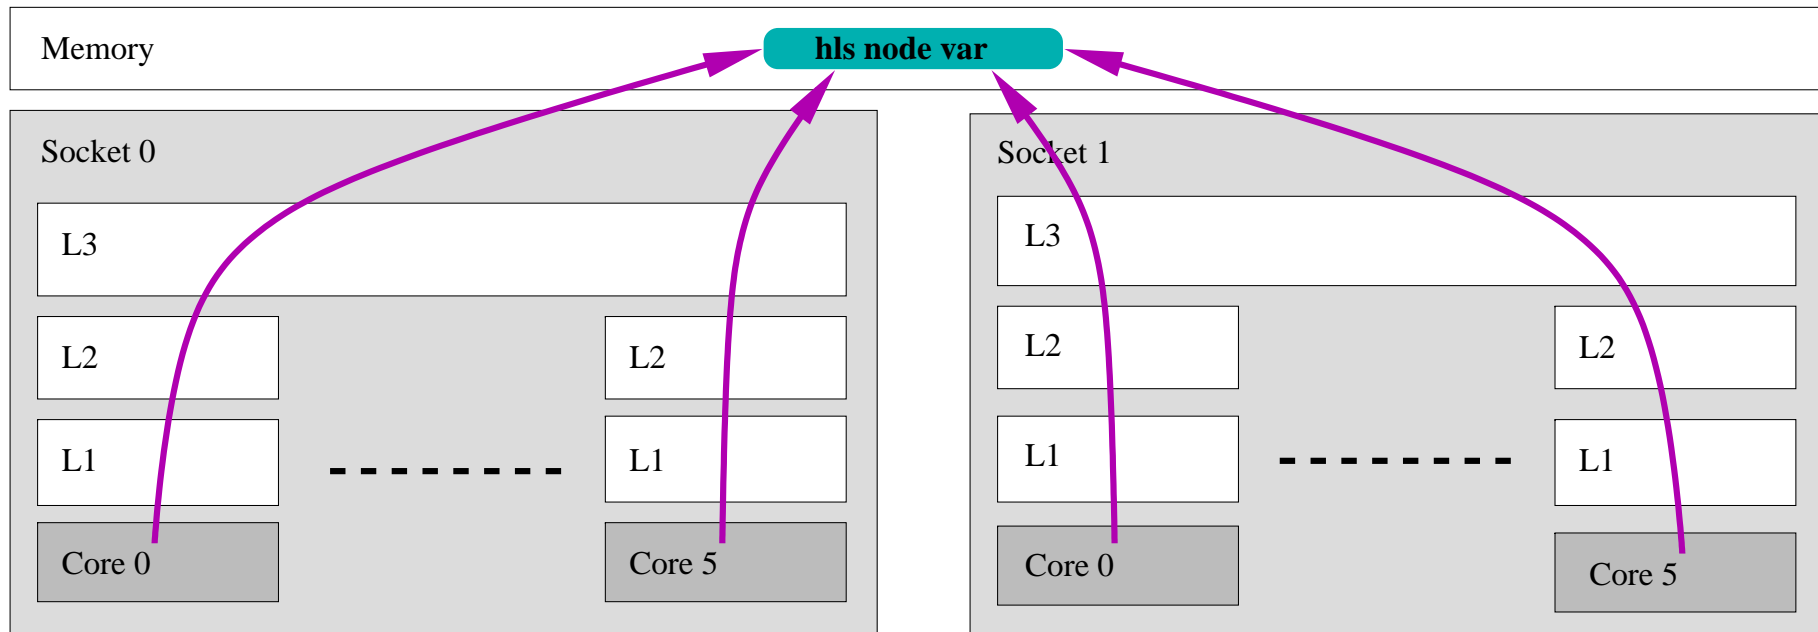 Memory
hls node var
Socket 0
Socket 1
L3
L3
L2
L2
L2
L2
L1
L1
L1
L1
Core 0
Core 5
Core 0
Core 5